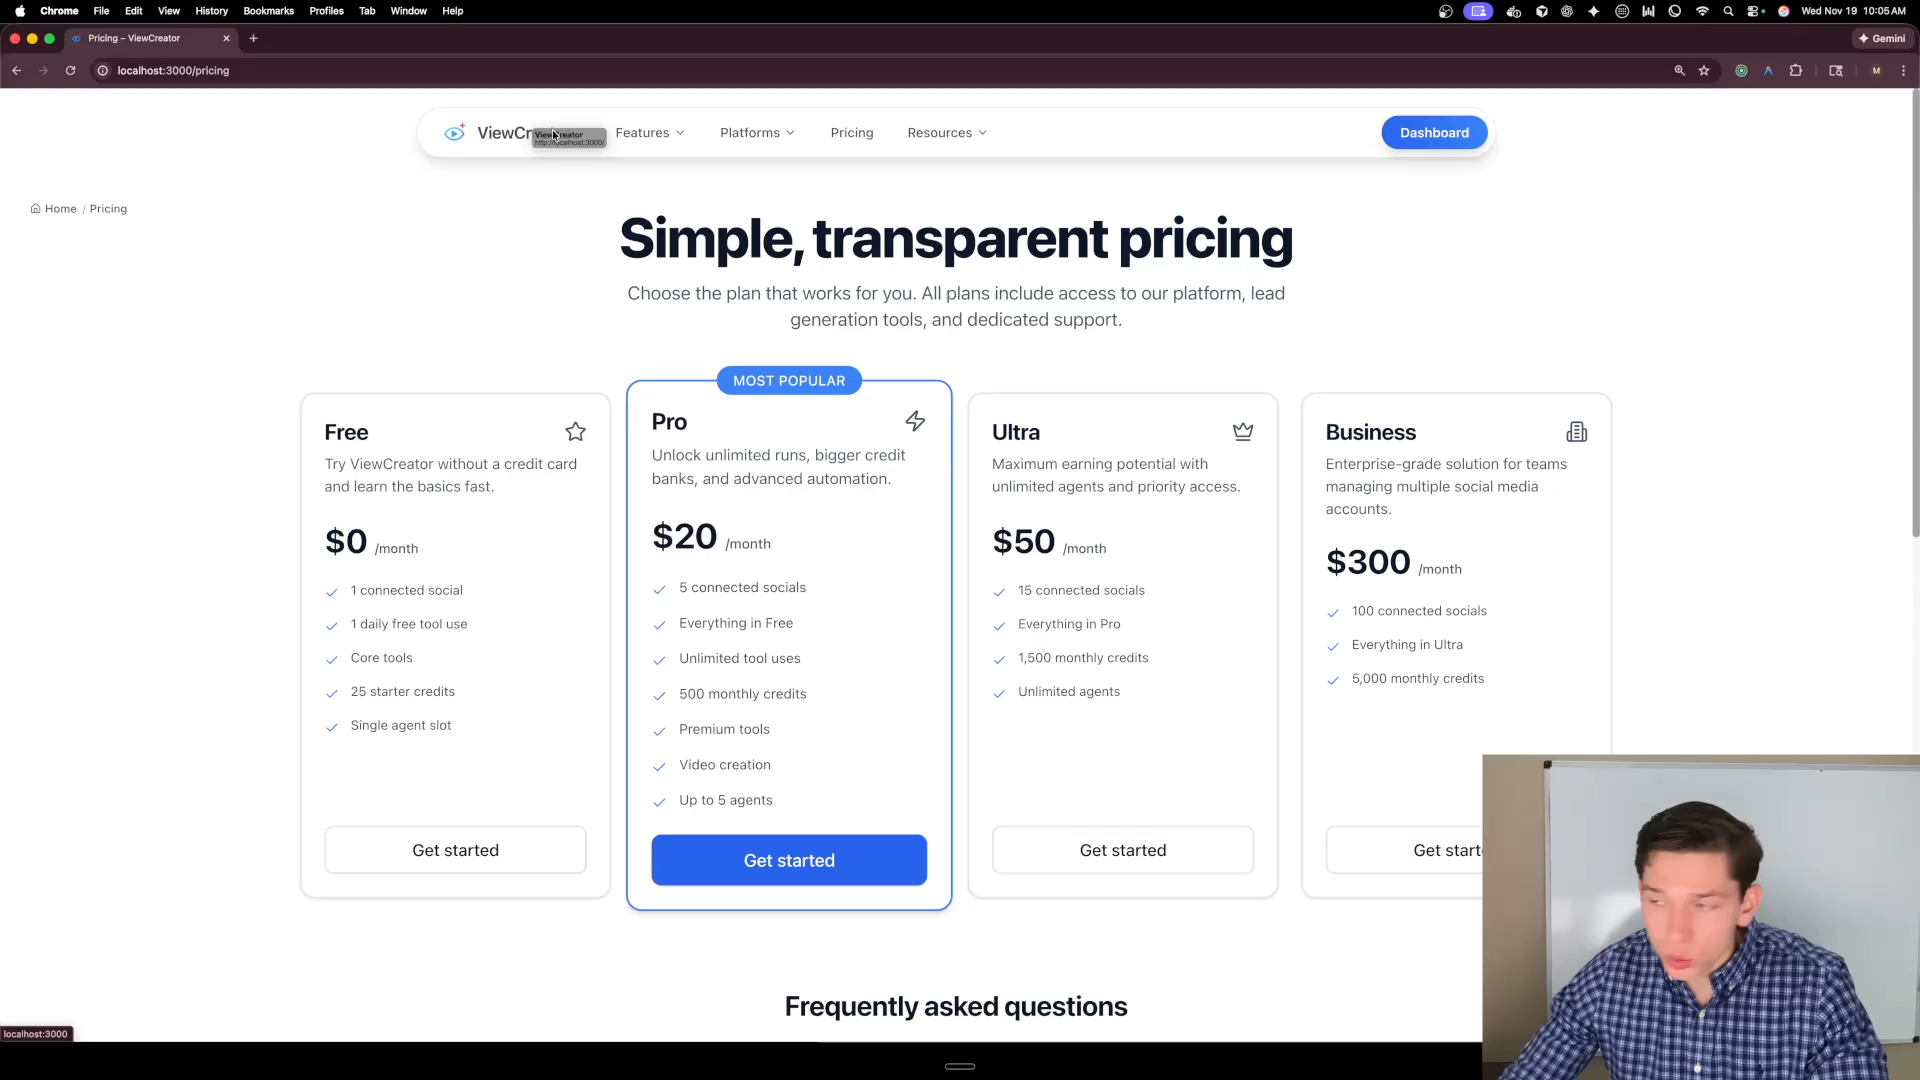 Chrome File Edit View History Bookmarks Profiles Tab Window Help
Wed Nov 19 10:05 AM
Pricing – ViewCreator
Gemini
localhost:3000/pricing
M
ViewCr
ViewCreator
http://localhost:3000/
Features
Platforms
Pricing
Resources
Dashboard
Home / Pricing
Simple, transparent pricing
Choose the plan that works for you. All plans include access to our platform, lead
generation tools, and dedicated support.
Free
Try ViewCreator without a credit card
and learn the basics fast.
$0 /month
1 connected social
1 daily free tool use
Core tools
25 starter credits
Single agent slot
Get started
MOST POPULAR
Pro
Unlock unlimited runs, bigger credit
banks, and advanced automation.
$20 /month
5 connected socials
Everything in Free
Unlimited tool uses
500 monthly credits
Premium tools
Video creation
Up to 5 agents
Get started
Ultra
Maximum earning potential with
unlimited agents and priority access.
$50 /month
15 connected socials
Everything in Pro
1,500 monthly credits
Unlimited agents
Get started
Business
Enterprise-grade solution for teams
managing multiple social media
accounts.
$300 /month
100 connected socials
Everything in Ultra
5,000 monthly credits
Get start
Frequently asked questions
localhost:3000